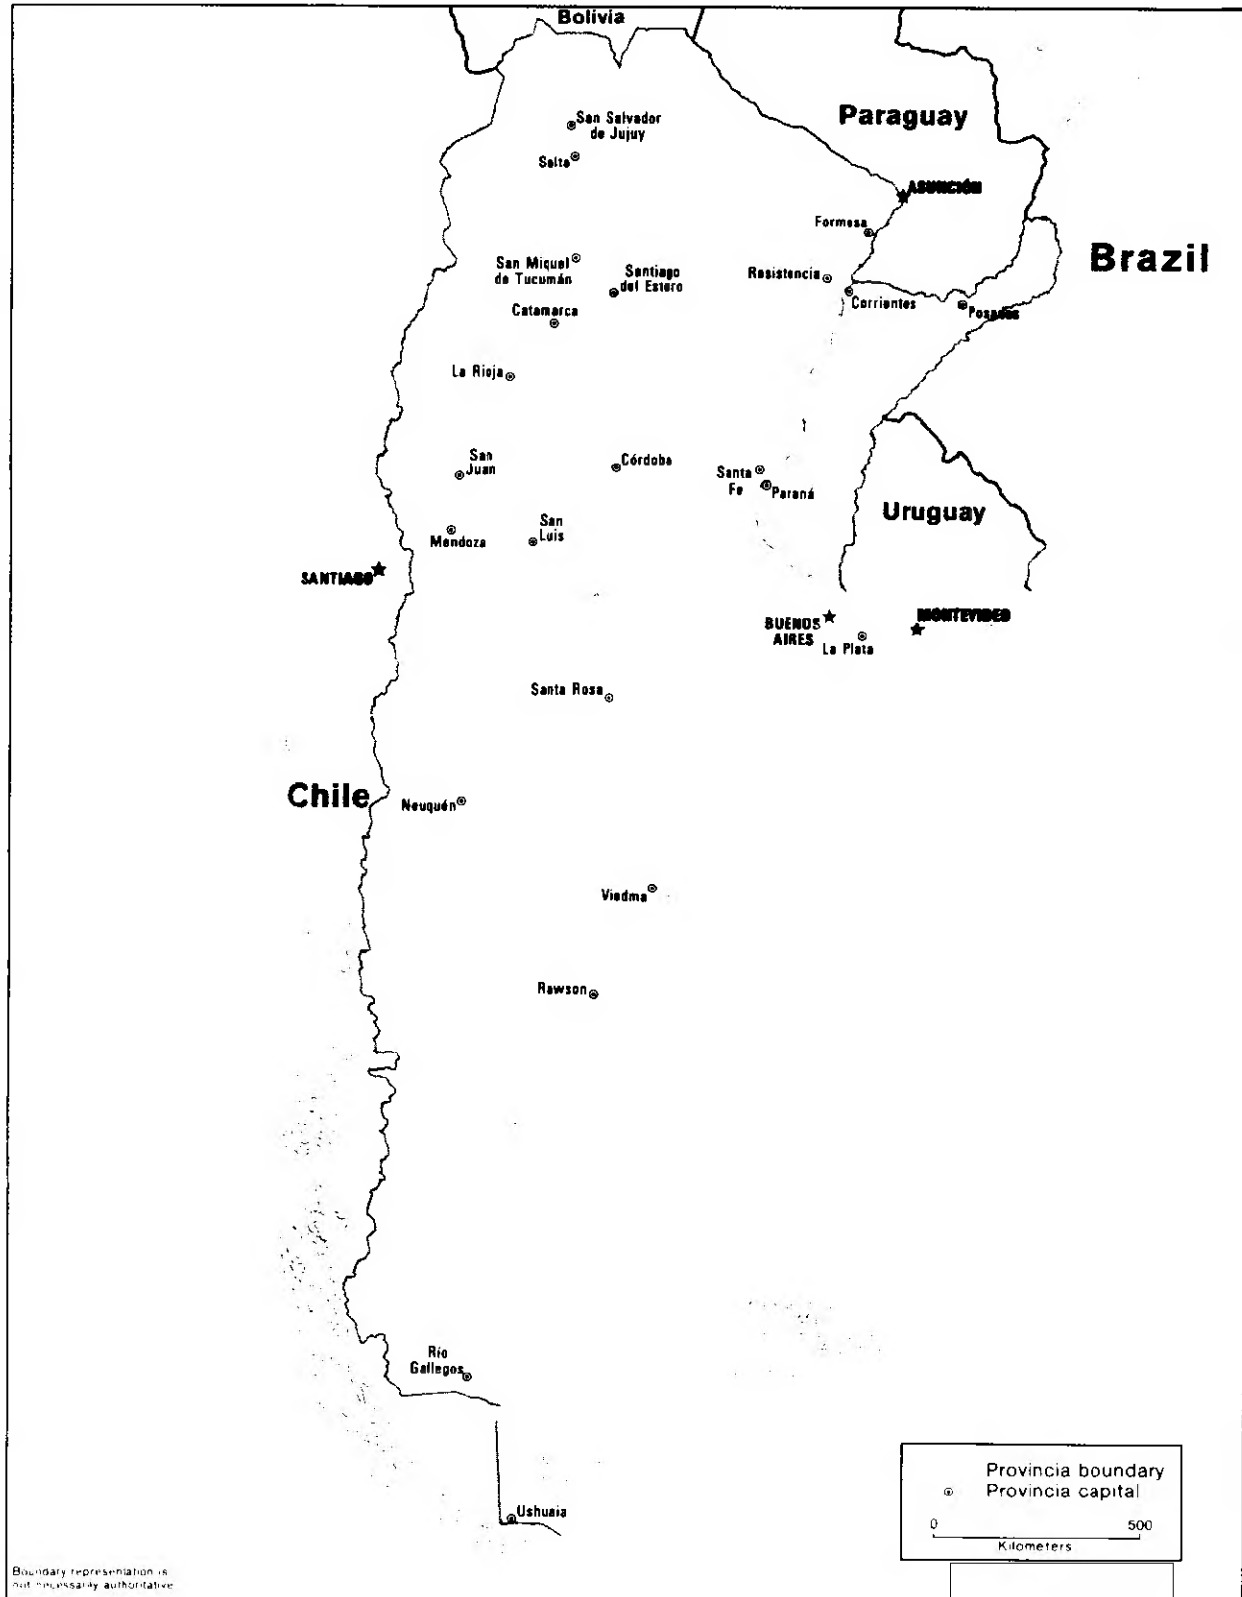 Bolivia
San Salvador
de Jujuy
Paraguay
Salta
ASUNCIÓN
Formosa
Brazil
San Miquel
de Tucumán
Santiago
del Estero
Resistencia
Corrientes
Posadas
Catamarca
La Rioja
San
Juan
Córdoba
Santa
Fe
Paraná
Uruguay
Mendoza
San
Luis
SANTIAGO
BUENOS
AIRES
MONTEVIDEO
La Plata
Santa Rosa
Chile
Neuquén
Viedma
Rawson
Río
Gallegos
Ushuaia
Provincia boundary
Provincia capital
0 500
Kilometers
Boundary representation is
not necessarily authoritative